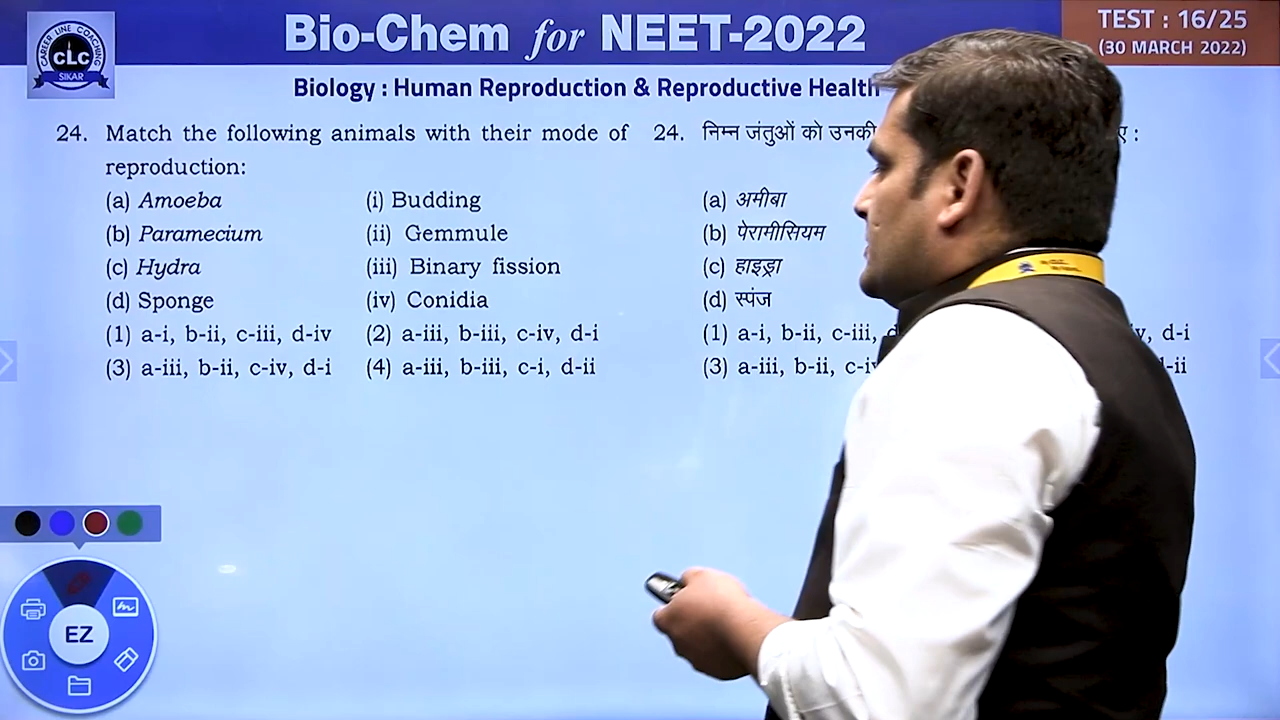 CAREER LINE COACHING
CLC
SIKAR
Bio-Chem for NEET-2022
TEST : 16/25
(30 MARCH 2022)
Biology : Human Reproduction & Reproductive Health
24. Match the following animals with their mode of reproduction:
(a) Amoeba (i) Budding
(b) Paramecium (ii) Gemmule
(c) Hydra (iii) Binary fission
(d) Sponge (iv) Conidia
(1) a-i, b-ii, c-iii, d-iv (2) a-iii, b-iii, c-iv, d-i
(3) a-iii, b-ii, c-iv, d-i (4) a-iii, b-iii, c-i, d-ii
24. निम्न जंतुओं को उनकी :
(a) अमीबा
(b) पेरामीसियम
(c) हाइड्रा
(d) स्पंज
(1) a-i, b-ii, c-iii, d-i
(3) a-iii, b-ii, -ii
EZ